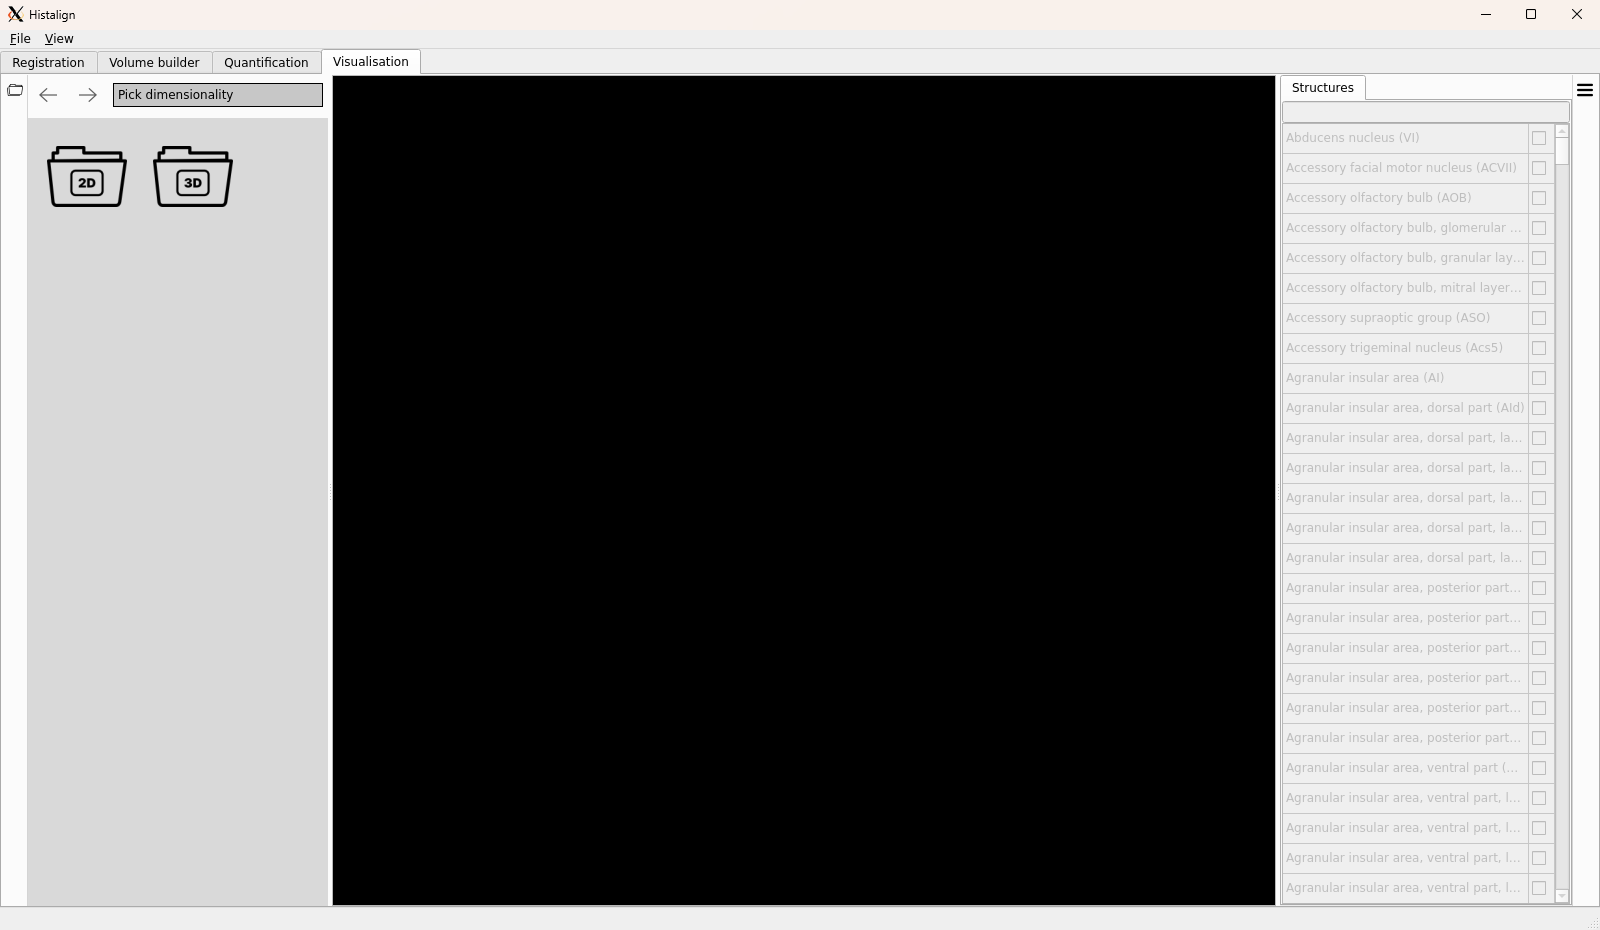 Histalign
File View
Registration Volume builder Quantification Visualisation
Pick dimensionality
2D 3D
Structures
Abducens nucleus (VI)
Accessory facial motor nucleus (ACVII)
Accessory olfactory bulb (AOB)
Accessory olfactory bulb, glomerular ...
Accessory olfactory bulb, granular lay...
Accessory olfactory bulb, mitral layer...
Accessory supraoptic group (ASO)
Accessory trigeminal nucleus (Acs5)
Agranular insular area (AI)
Agranular insular area, dorsal part (AId)
Agranular insular area, dorsal part, la...
Agranular insular area, dorsal part, la...
Agranular insular area, dorsal part, la...
Agranular insular area, dorsal part, la...
Agranular insular area, dorsal part, la...
Agranular insular area, posterior part...
Agranular insular area, posterior part...
Agranular insular area, posterior part...
Agranular insular area, posterior part...
Agranular insular area, posterior part...
Agranular insular area, posterior part...
Agranular insular area, ventral part (...
Agranular insular area, ventral part, l...
Agranular insular area, ventral part, l...
Agranular insular area, ventral part, l...
Agranular insular area, ventral part, l...